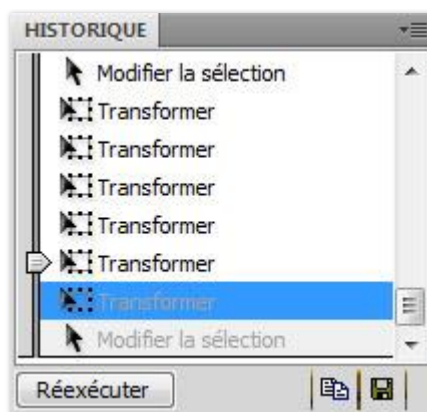 HISTORIQUE
Modifier la sélection
Transformer
Transformer
Transformer
Transformer
Transformer
Transformer
Modifier la sélection
Réexécuter